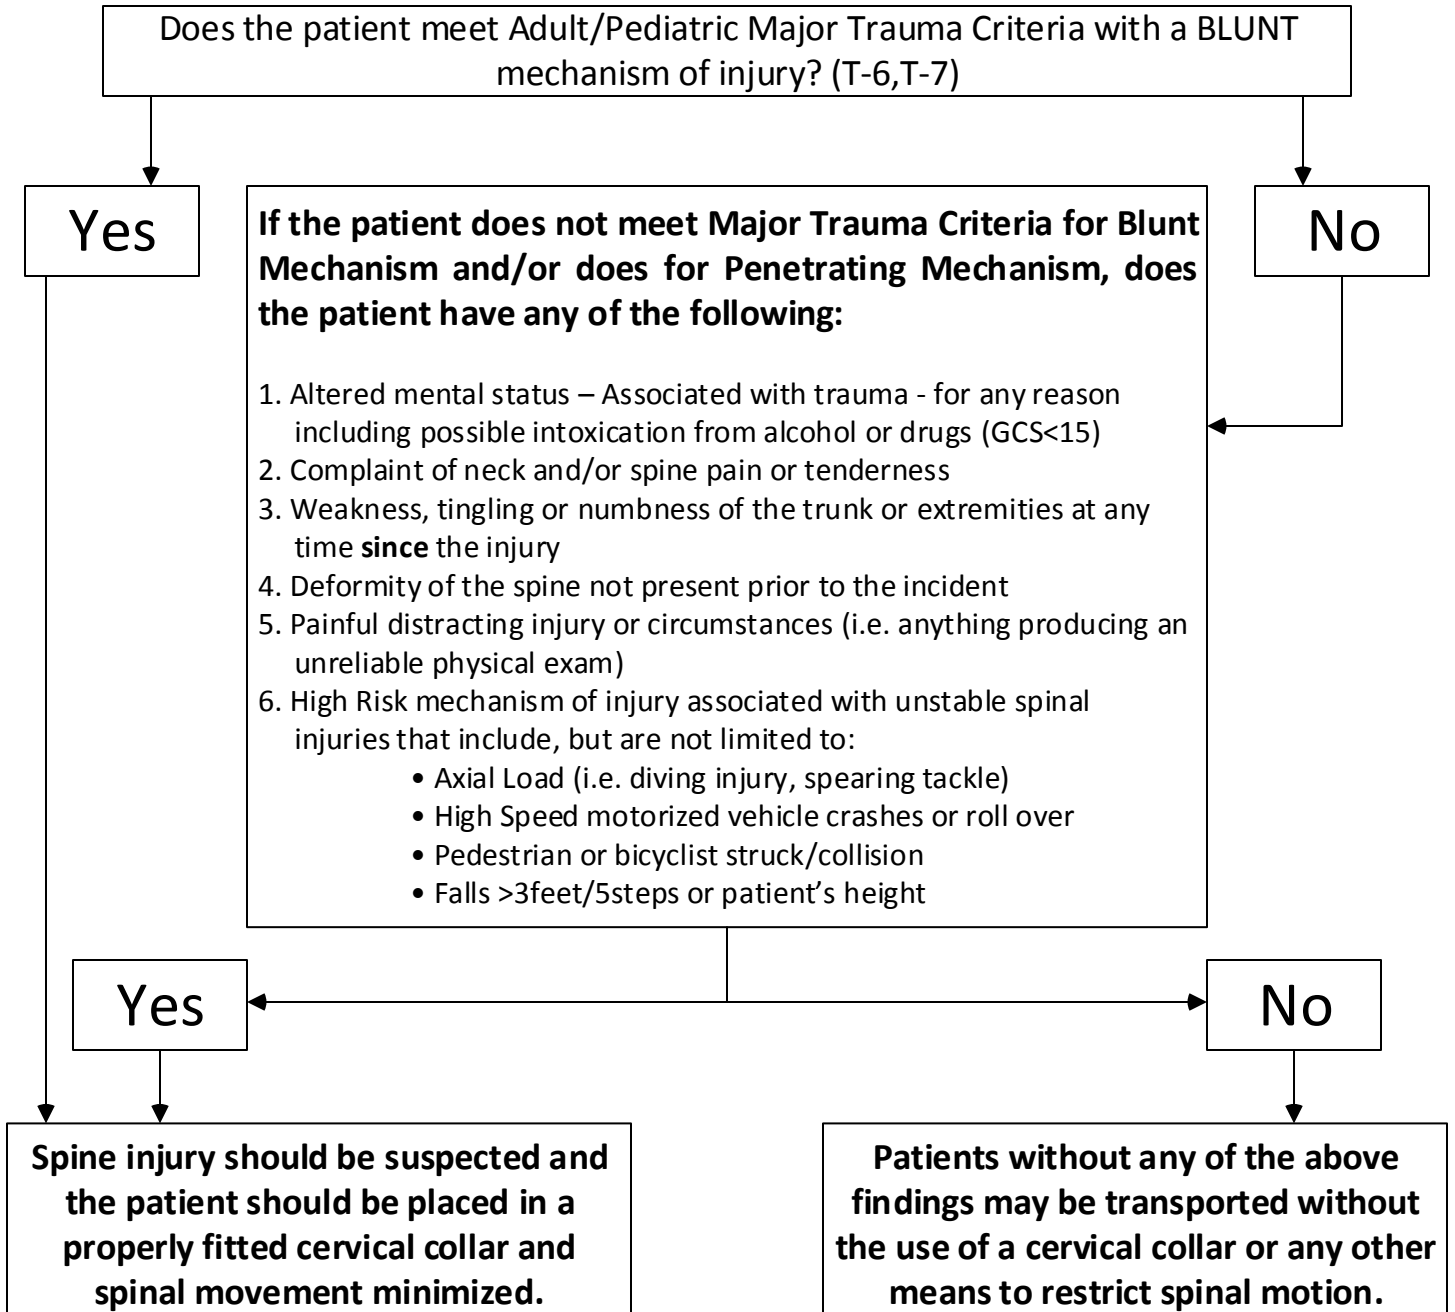 Does the patient meet Adult/Pediatric Major Trauma Criteria with a BLUNT
mechanism of injury? (T-6,T-7)
Yes
No
If the patient does not meet Major Trauma Criteria for Blunt
Mechanism and/or does for Penetrating Mechanism, does
the patient have any of the following:
1. Altered mental status – Associated with trauma - for any reason
including possible intoxication from alcohol or drugs (GCS<15)
2. Complaint of neck and/or spine pain or tenderness
3. Weakness, tingling or numbness of the trunk or extremities at any
time since the injury
4. Deformity of the spine not present prior to the incident
5. Painful distracting injury or circumstances (i.e. anything producing an
unreliable physical exam)
6. High Risk mechanism of injury associated with unstable spinal
injuries that include, but are not limited to:
• Axial Load (i.e. diving injury, spearing tackle)
• High Speed motorized vehicle crashes or roll over
• Pedestrian or bicyclist struck/collision
• Falls >3feet/5steps or patient’s height
Yes
No
Spine injury should be suspected and
the patient should be placed in a
properly fitted cervical collar and
spinal movement minimized.
Patients without any of the above
findings may be transported without
the use of a cervical collar or any other
means to restrict spinal motion.